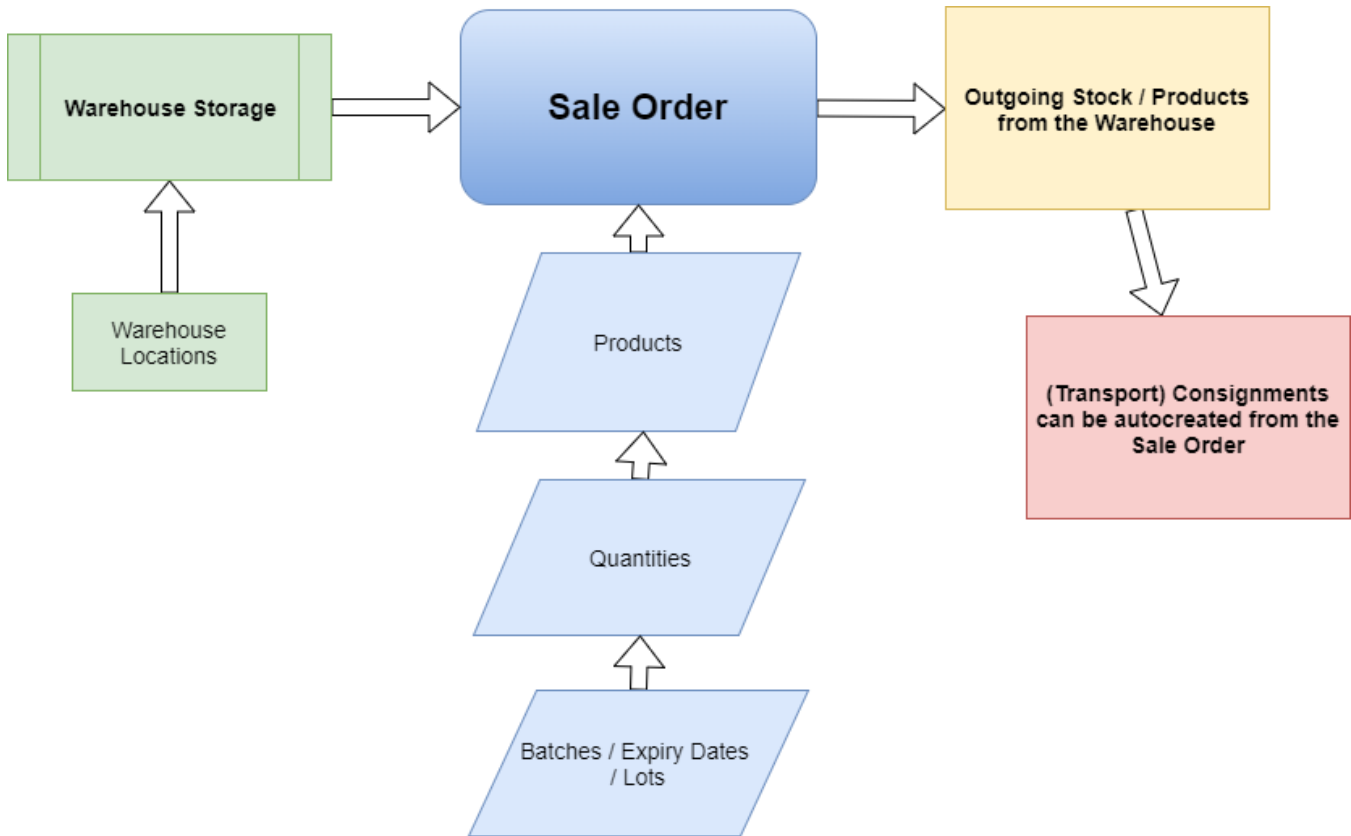 Warehouse Storage
Sale Order
Outgoing Stock / Products
from the Warehouse
Warehouse
Locations
Products
(Transport) Consignments
can be autocreated from the
Sale Order
Quantities
Batches / Expiry Dates
/ Lots